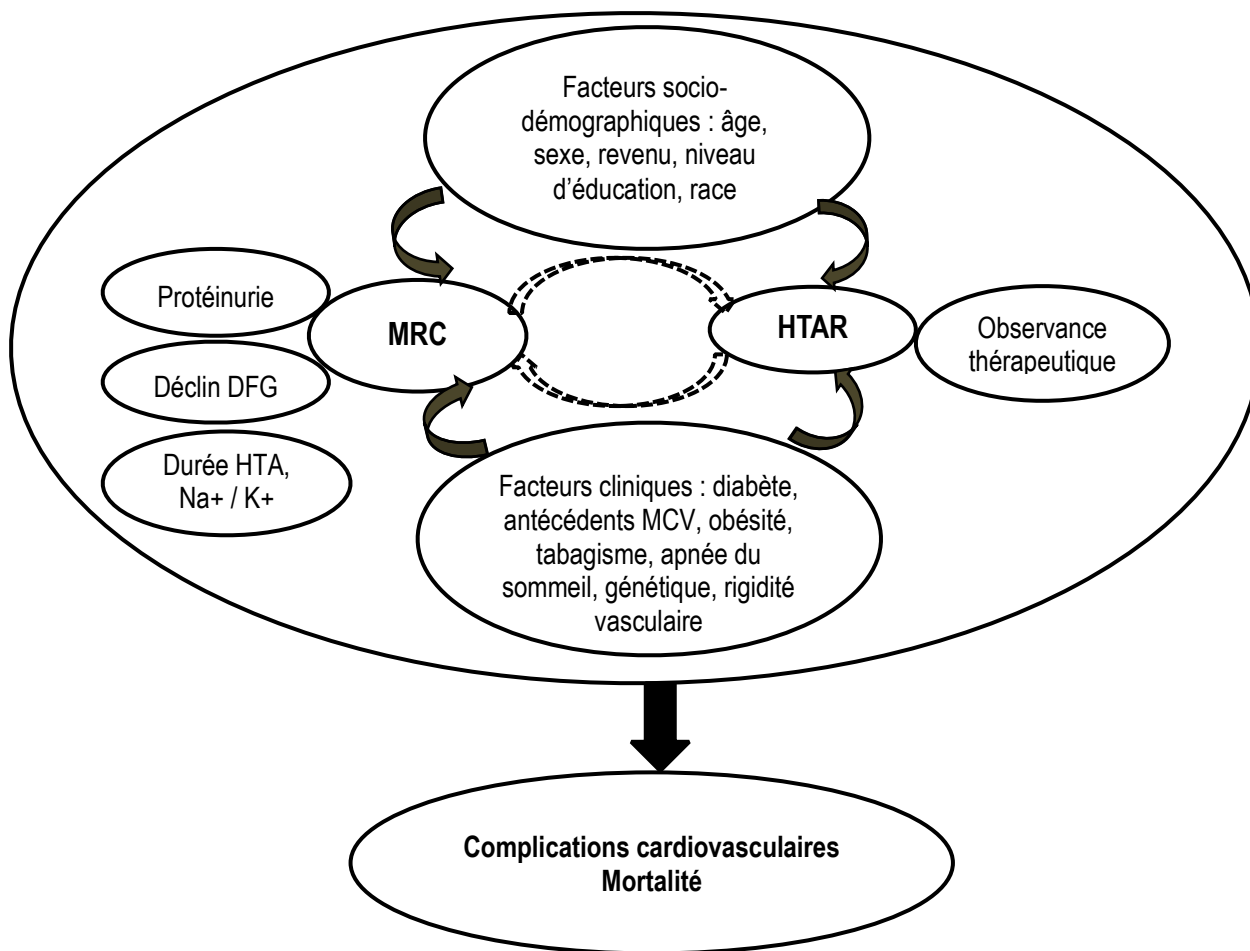 Facteurs socio-
démographiques : âge,
sexe, revenu, niveau
d’éducation, race
Protéinurie
MRC
HTAR
Observance
thérapeutique
Déclin DFG
Durée HTA,
Na+ / K+
Facteurs cliniques : diabète,
antécédents MCV, obésité,
tabagisme, apnée du
sommeil, génétique, rigidité
vasculaire
Complications cardiovasculaires
Mortalité